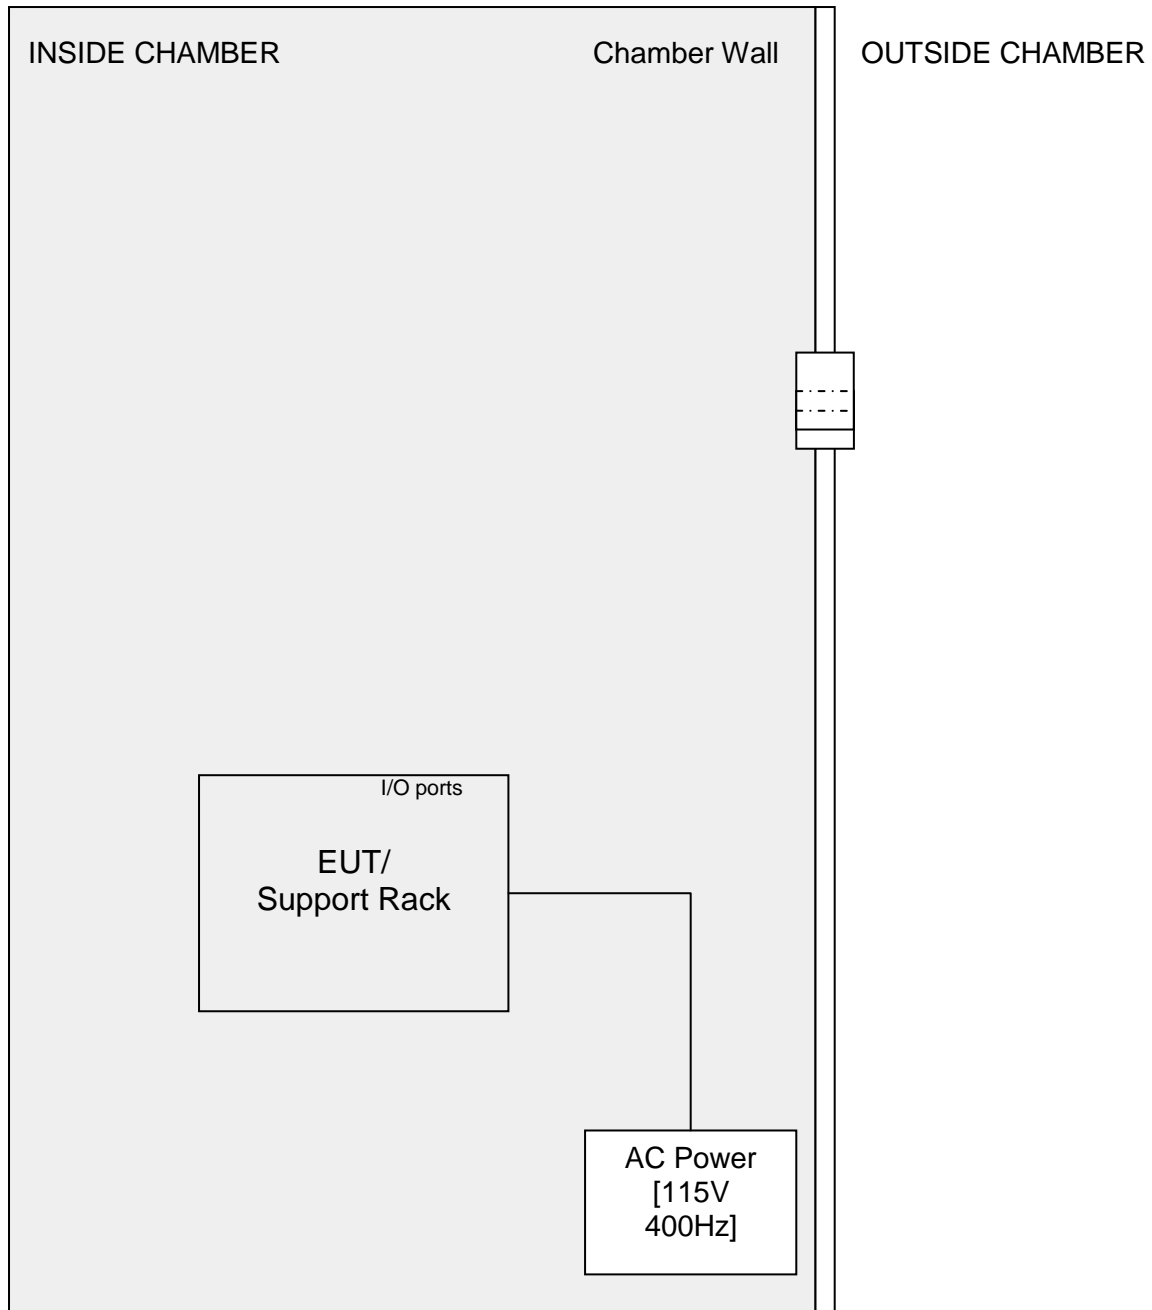 INSIDE CHAMBER
Chamber Wall
OUTSIDE CHAMBER
I/O ports
EUT/
Support Rack
AC Power
[115V
400Hz]